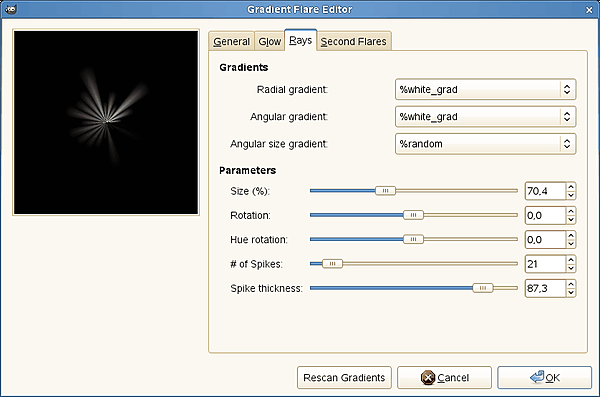 Gradient Flare Editor
General Glow Rays Second Flares
Gradients
Radial gradient: %white_grad
Angular gradient: %white_grad
Angular size gradient: %random
Parameters
Size (%): 70,4
Rotation: 0,0
Hue rotation: 0,0
# of Spikes: 21
Spike thickness: 87,3
Rescan Gradients Cancel OK